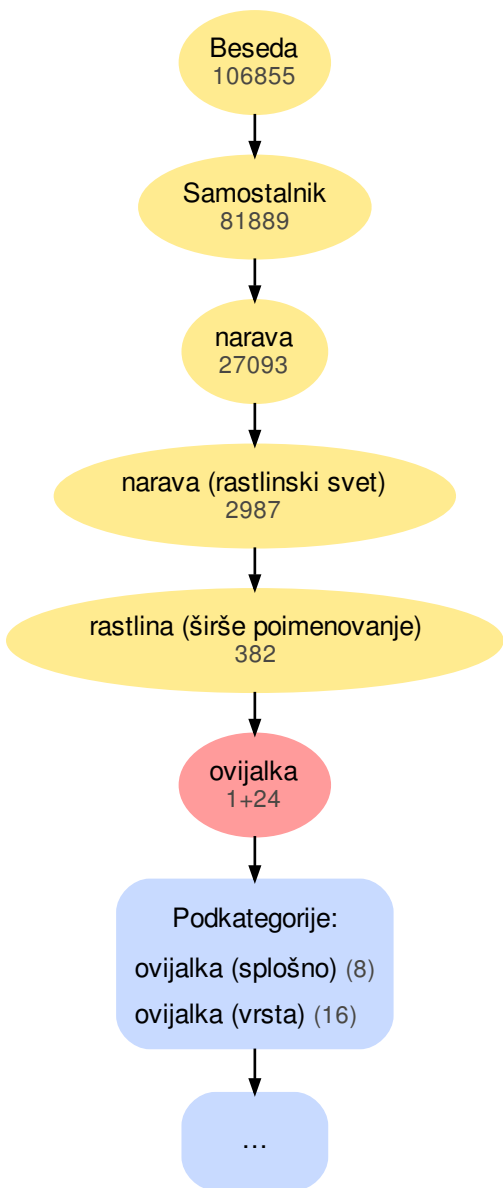 Beseda
106855
Samostalnik
81889
narava
27093
narava (rastlinski svet)
2987
rastlina (širše poimenovanje)
382
ovijalka
1+24
Podkategorije:
ovijalka (splošno) (8)
ovijalka (vrsta) (16)
...